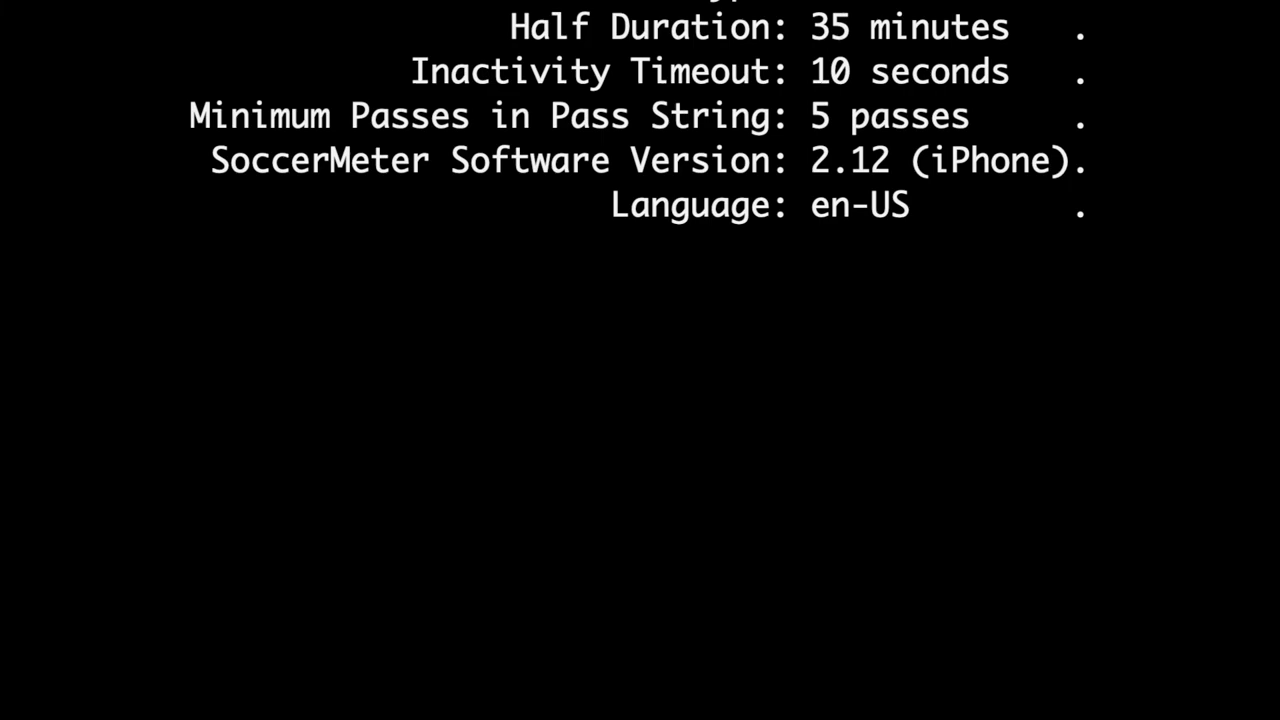 Half Duration: 35 minutes .
Inactivity Timeout: 10 seconds .
Minimum Passes in Pass String: 5 passes .
SoccerMeter Software Version: 2.12 (iPhone).
Language: en-US .